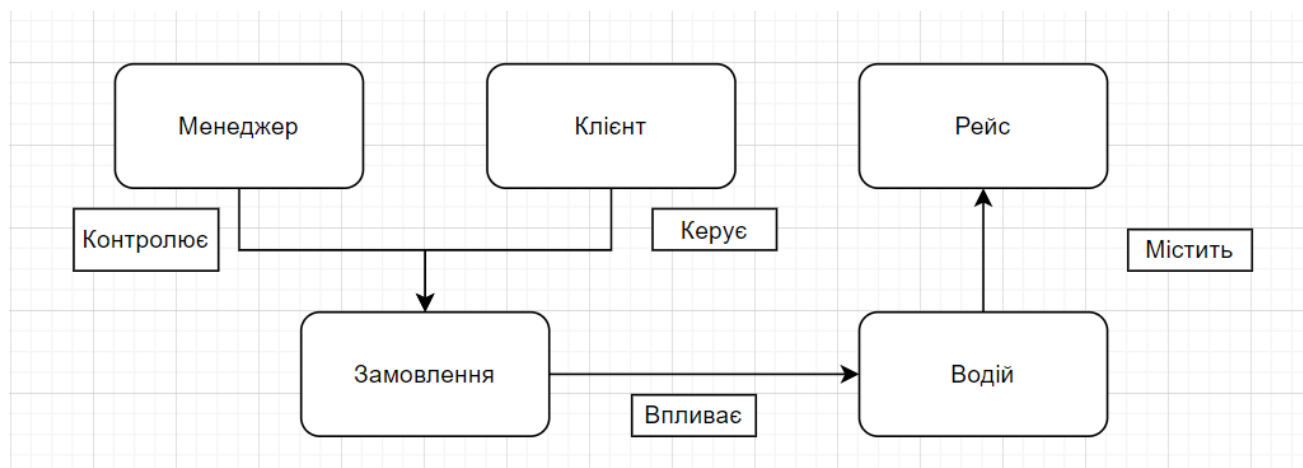 Менеджер
Клієнт
Рейс
Контролює
Керує
Містить
Замовлення
Водій
Впливає